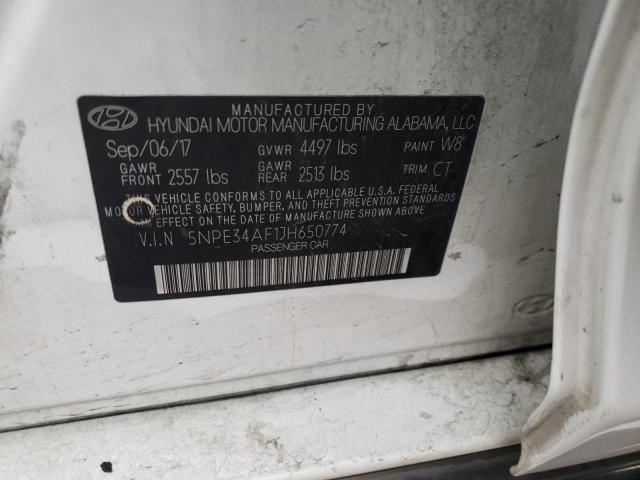 MANUFACTURED BY
HYUNDAI MOTOR MANUFACTURING ALABAMA, LLC
Sep/06/17 GVWR 4497 lbs PAINT W8
GAWR FRONT 2557 lbs GAWR REAR 2513 lbs TRIM CT
THIS VEHICLE CONFORMS TO ALL APPLICABLE U.S.A. FEDERAL
MOTOR VEHICLE SAFETY, BUMPER, AND THEFT PREVENTION STANDARDS
IN EFFECT ON THE DATE OF MANUFACTURE SHOWN ABOVE.
V.I.N 5NPE34AF1JH650774
PASSENGER CAR